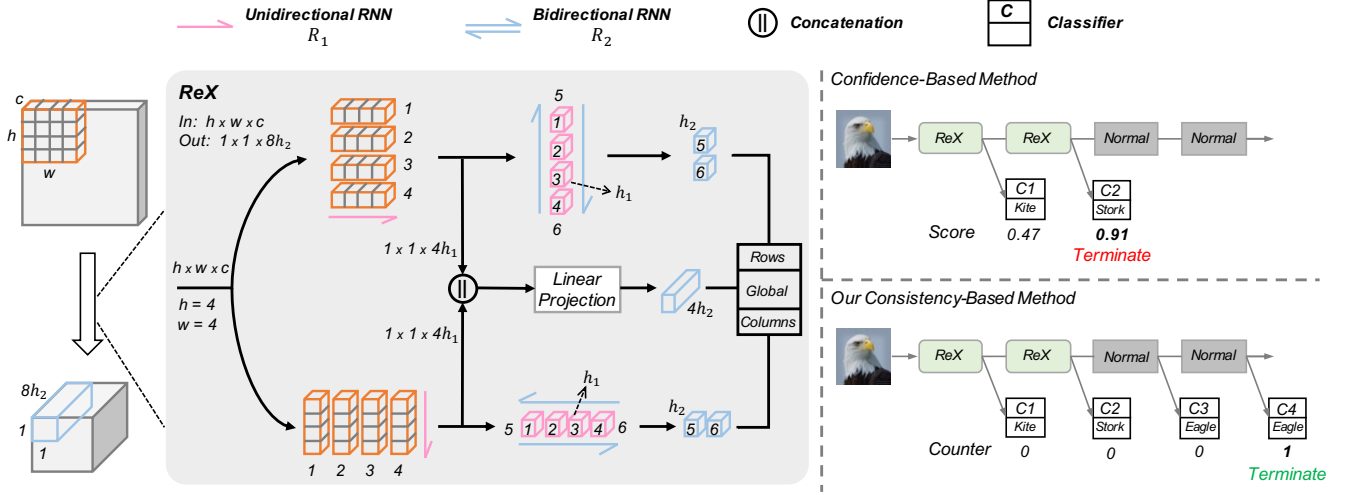 Unidirectional RNN
R₁
Bidirectional RNN
R₂
||
Concatenation
C
Classifier
c
h
w
8h₂
1
1
ReX
In: h x w x c
Out: 1 x 1 x 8h₂
h x w x c
h = 4
w = 4
1
2
3
4
1 x 1 x 4h₁
||
1 x 1 x 4h₁
1
2
3
4
5
1
2
3
4
6
h₁
h₂
5
6
Linear
Projection
4h₂
Rows
Global
Columns
h₁
5
1
2
3
4
6
h₂
5
6
Confidence-Based Method
ReX
ReX
Normal
Normal
C1
Kite
C2
Stork
Score
0.47
0.91
Terminate
Our Consistency-Based Method
ReX
ReX
Normal
Normal
C1
Kite
C2
Stork
C3
Eagle
C4
Eagle
Counter
0
0
0
1
Terminate